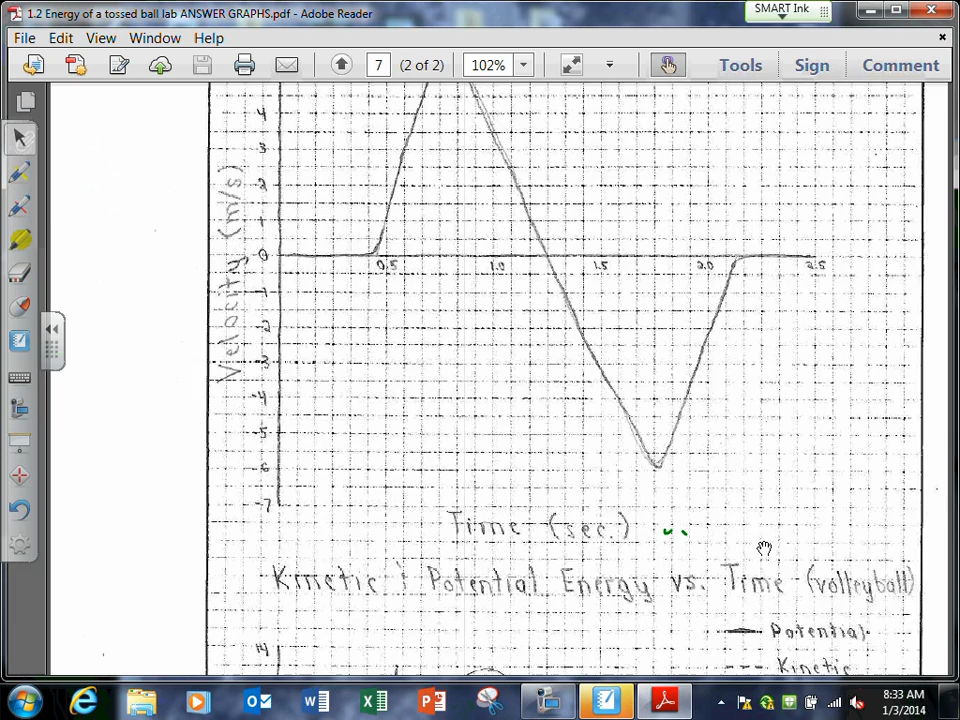 1.2 Energy of a tossed ball lab ANSWER GRAPHS.pdf - Adobe Reader
SMART Ink
File Edit View Window Help
7 (2 of 2) 102% Tools Sign Comment
4
3
2
1
0
0.5 1.0 1.5 2.0 2.5
-1
-2
-3
-4
-5
-6
-7
Velocity (m/s)
Time (sec.)
Kinetic & Potential Energy vs. Time (volleyball)
Potential
Kinetic
14
8:33 AM
1/3/2014